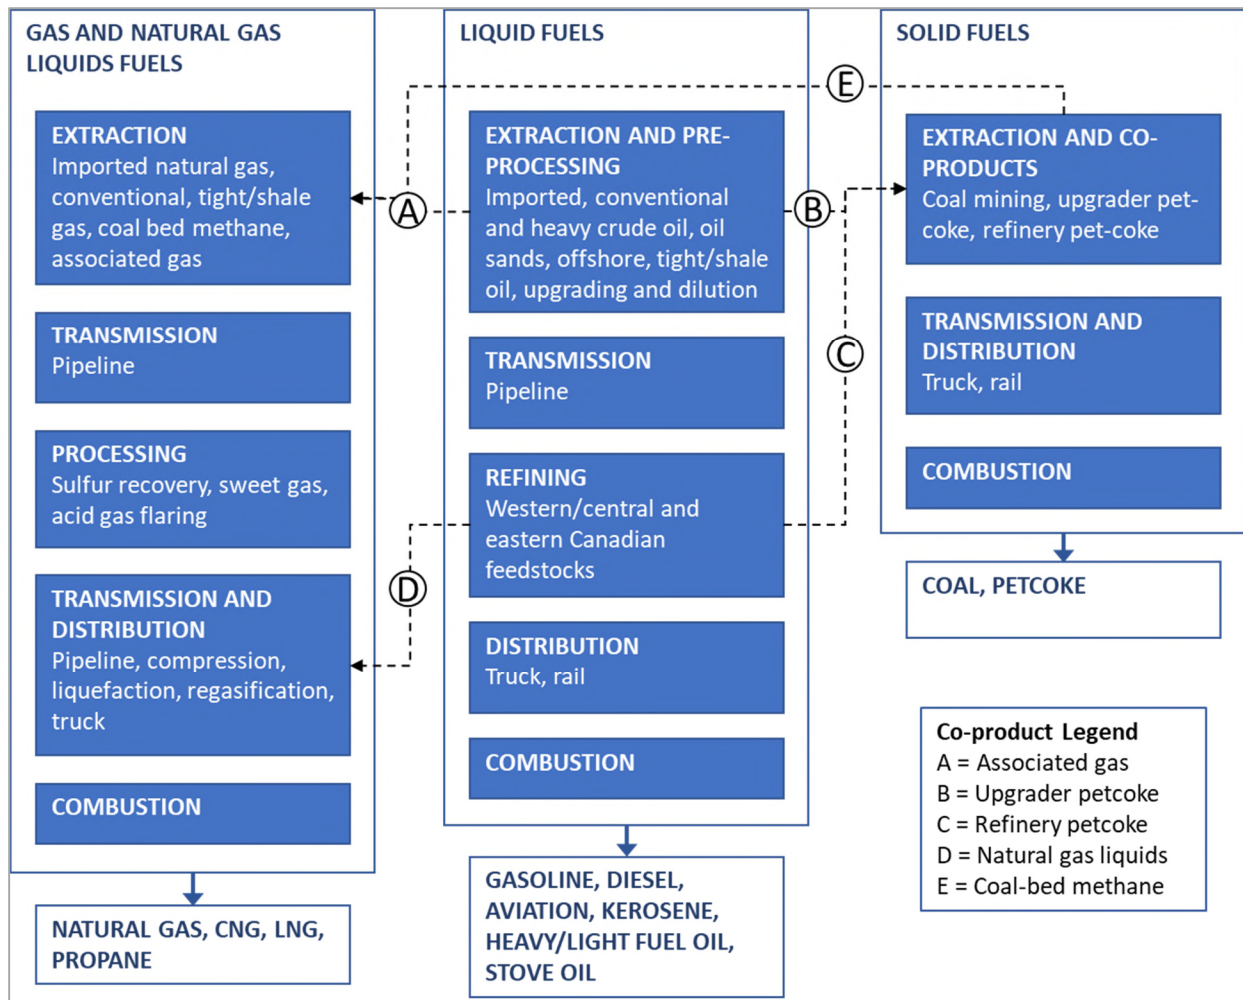 GAS AND NATURAL GAS
LIQUIDS FUELS
EXTRACTION
Imported natural gas,
conventional, tight/shale
gas, coal bed methane,
associated gas
TRANSMISSION
Pipeline
PROCESSING
Sulfur recovery, sweet gas,
acid gas flaring
TRANSMISSION AND
DISTRIBUTION
Pipeline, compression,
liquefaction, regasification,
truck
COMBUSTION
NATURAL GAS, CNG, LNG,
PROPANE
A
D
LIQUID FUELS
EXTRACTION AND PRE-
PROCESSING
Imported, conventional
and heavy crude oil, oil
sands, offshore, tight/shale
oil, upgrading and dilution
TRANSMISSION
Pipeline
REFINING
Western/central and
eastern Canadian
feedstocks
DISTRIBUTION
Truck, rail
COMBUSTION
GASOLINE, DIESEL,
AVIATION, KEROSENE,
HEAVY/LIGHT FUEL OIL,
STOVE OIL
E
B
C
SOLID FUELS
EXTRACTION AND CO-
PRODUCTS
Coal mining, upgrader pet-
coke, refinery pet-coke
TRANSMISSION AND
DISTRIBUTION
Truck, rail
COMBUSTION
COAL, PETCOKE
Co-product Legend
A = Associated gas
B = Upgrader petcoke
C = Refinery petcoke
D = Natural gas liquids
E = Coal-bed methane